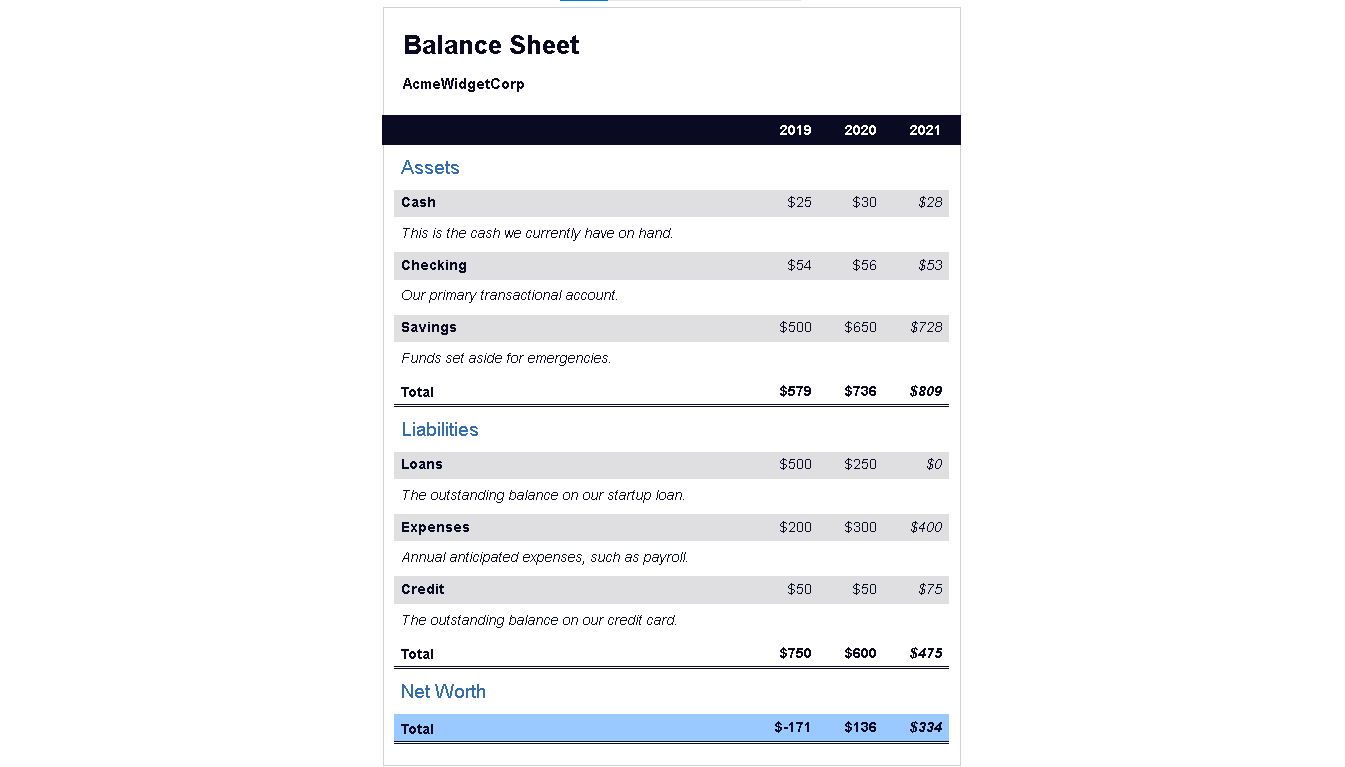 Balance Sheet
AcmeWidgetCorp
2019 2020 2021
Assets
Cash $25 $30 $28
This is the cash we currently have on hand.
Checking $54 $56 $53
Our primary transactional account.
Savings $500 $650 $728
Funds set aside for emergencies.
Total $579 $736 $809
Liabilities
Loans $500 $250 $0
The outstanding balance on our startup loan.
Expenses $200 $300 $400
Annual anticipated expenses, such as payroll.
Credit $50 $50 $75
The outstanding balance on our credit card.
Total $750 $600 $475
Net Worth
Total $-171 $136 $334